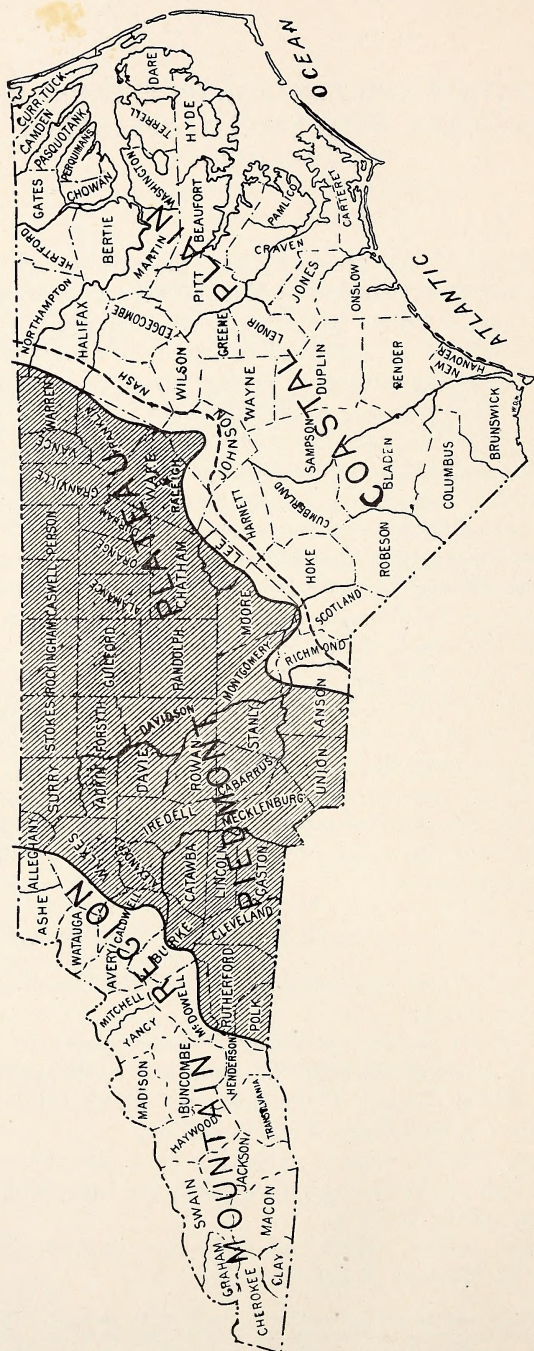 ATLANTIC OCEAN
COASTAL PLAIN
PIEDMONT PLATEAU
MOUNTAIN REGION
CURRITUCK
CAMDEN
PASQUOTANK
PERQUIMANS
CHOWAN
GATES
HERTFORD
BERTIE
NORTHAMPTON
HALIFAX
MARTIN
WASHINGTON
TERRELL
DARE
HYDE
BEAUFORT
PAMLICO
CRAVEN
CARTERET
JONES
ONSLOW
PITT
GREENE
LENOIR
EDGECOMBE
WILSON
NASH
WAYNE
DUPLIN
PENDER
NEW HANOVER
BRUNSWICK
COLUMBUS
BLADEN
SAMPSON
CUMBERLAND
ROBESON
HOKE
HARNETT
JOHNSON
SCOTLAND
RICHMOND
LEE
WARREN
VANCE
FRANKLIN
GRANVILLE
WAKE
RALEIGH
DURHAM
PERSON
ORANGE
CHATHAM
CASWELL
ALAMANCE
MOORE
MONTGOMERY
ROCKINGHAM
GUILFORD
RANDOLPH
STOKES
FORSYTH
DAVIDSON
STANLY
ANSON
SURRY
YADKIN
DAVIE
ROWAN
CABARRUS
UNION
IREDELL
MECKLENBURG
ALLEGHANY
WILKES
ALEXANDER
CATAWBA
LINCOLN
GASTON
ASHE
WATAUGA
CALDWELL
BURKE
CLEVELAND
AVERY
MITCHELL
MCDOWELL
RUTHERFORD
POLK
YANCY
MADISON
BUNCOMBE
HENDERSON
HAYWOOD
TRANSYLVANIA
JACKSON
SWAIN
MACON
GRAHAM
CHEROKEE
CLAY